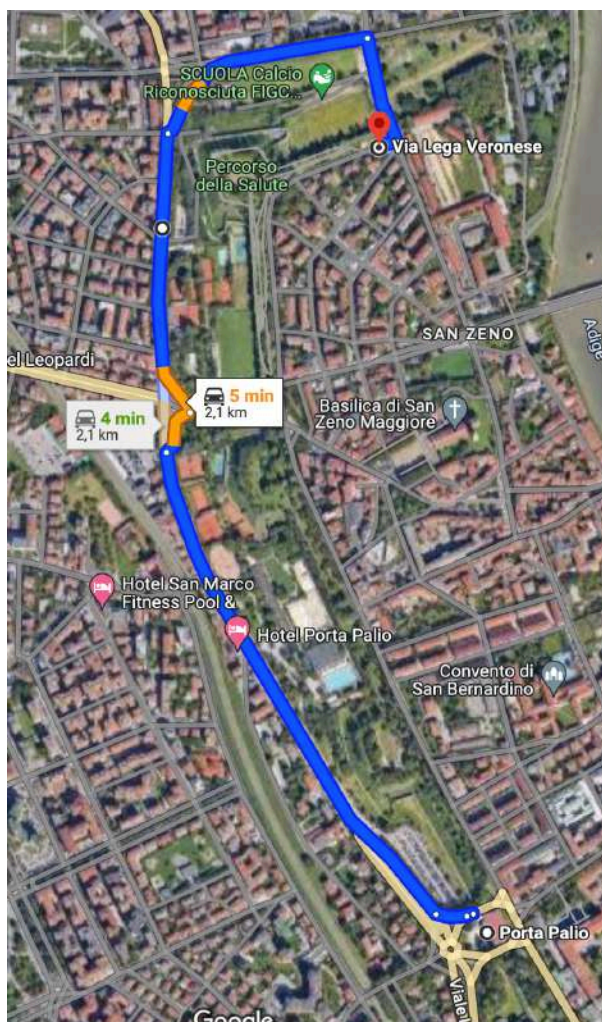 SCUOLA Calcio
Riconosciuta FIGC...
Via Lega Veronese
Percorso
della Salute
SAN ZENO
Adige
el Leopardi
5 min
2,1 km
4 min
2,1 km
Basilica di San
Zeno Maggiore
Hotel San Marco
Fitness Pool &
Hotel Porta Palio
Convento di
San Bernardino
Porta Palio
Viale
Google